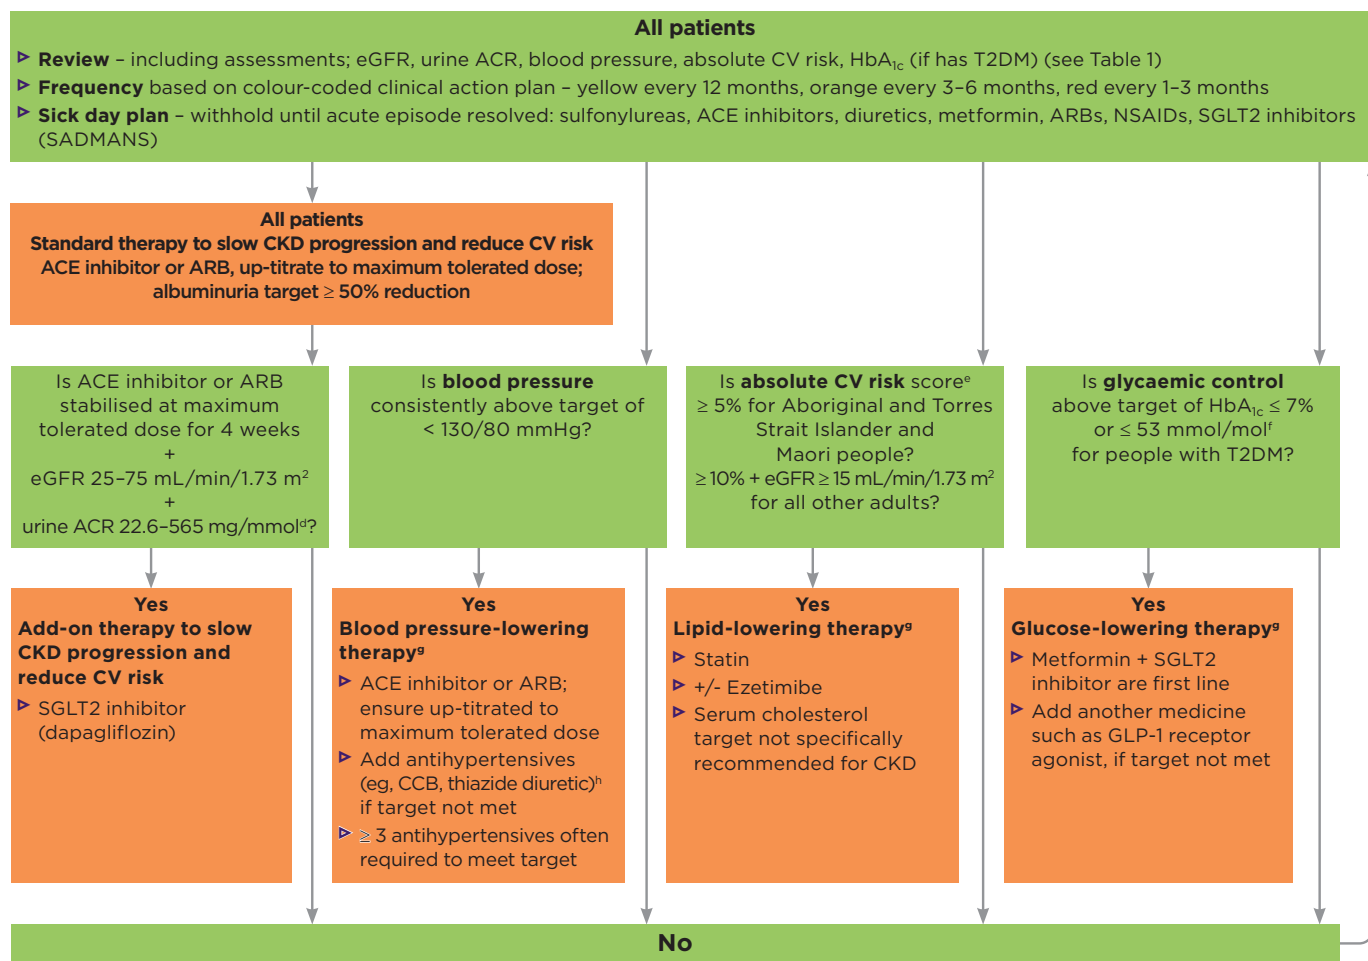 All patients
Review – including assessments; eGFR, urine ACR, blood pressure, absolute CV risk, HbA1c (if has T2DM) (see Table 1)
Frequency based on colour-coded clinical action plan – yellow every 12 months, orange every 3–6 months, red every 1–3 months
Sick day plan – withhold until acute episode resolved: sulfonylureas, ACE inhibitors, diuretics, metformin, ARBs, NSAIDs, SGLT2 inhibitors
(SADMANS)
All patients
Standard therapy to slow CKD progression and reduce CV risk
ACE inhibitor or ARB, up-titrate to maximum tolerated dose;
albuminuria target ≥ 50% reduction
Is ACE inhibitor or ARB
stabilised at maximum
tolerated dose for 4 weeks
+
eGFR 25–75 mL/min/1.73 m²
+
urine ACR 22.6–565 mg/mmolᵈ?
Is blood pressure
consistently above target of
< 130/80 mmHg?
Is absolute CV risk scoreᵉ
≥ 5% for Aboriginal and Torres
Strait Islander and
Maori people?
≥ 10% + eGFR ≥ 15 mL/min/1.73 m²
for all other adults?
Is glycaemic control
above target of HbA1c ≤ 7%
or ≤ 53 mmol/molᶠ
for people with T2DM?
Yes
Add-on therapy to slow
CKD progression and
reduce CV risk
SGLT2 inhibitor
(dapagliflozin)
Yes
Blood pressure-lowering
therapyᵍ
ACE inhibitor or ARB;
ensure up-titrated to
maximum tolerated dose
Add antihypertensives
(eg, CCB, thiazide diuretic)ʰ
if target not met
≥ 3 antihypertensives often
required to meet target
Yes
Lipid-lowering therapyᵍ
Statin
+/- Ezetimibe
Serum cholesterol
target not specifically
recommended for CKD
Yes
Glucose-lowering therapyᵍ
Metformin + SGLT2
inhibitor are first line
Add another medicine
such as GLP-1 receptor
agonist, if target not met
No